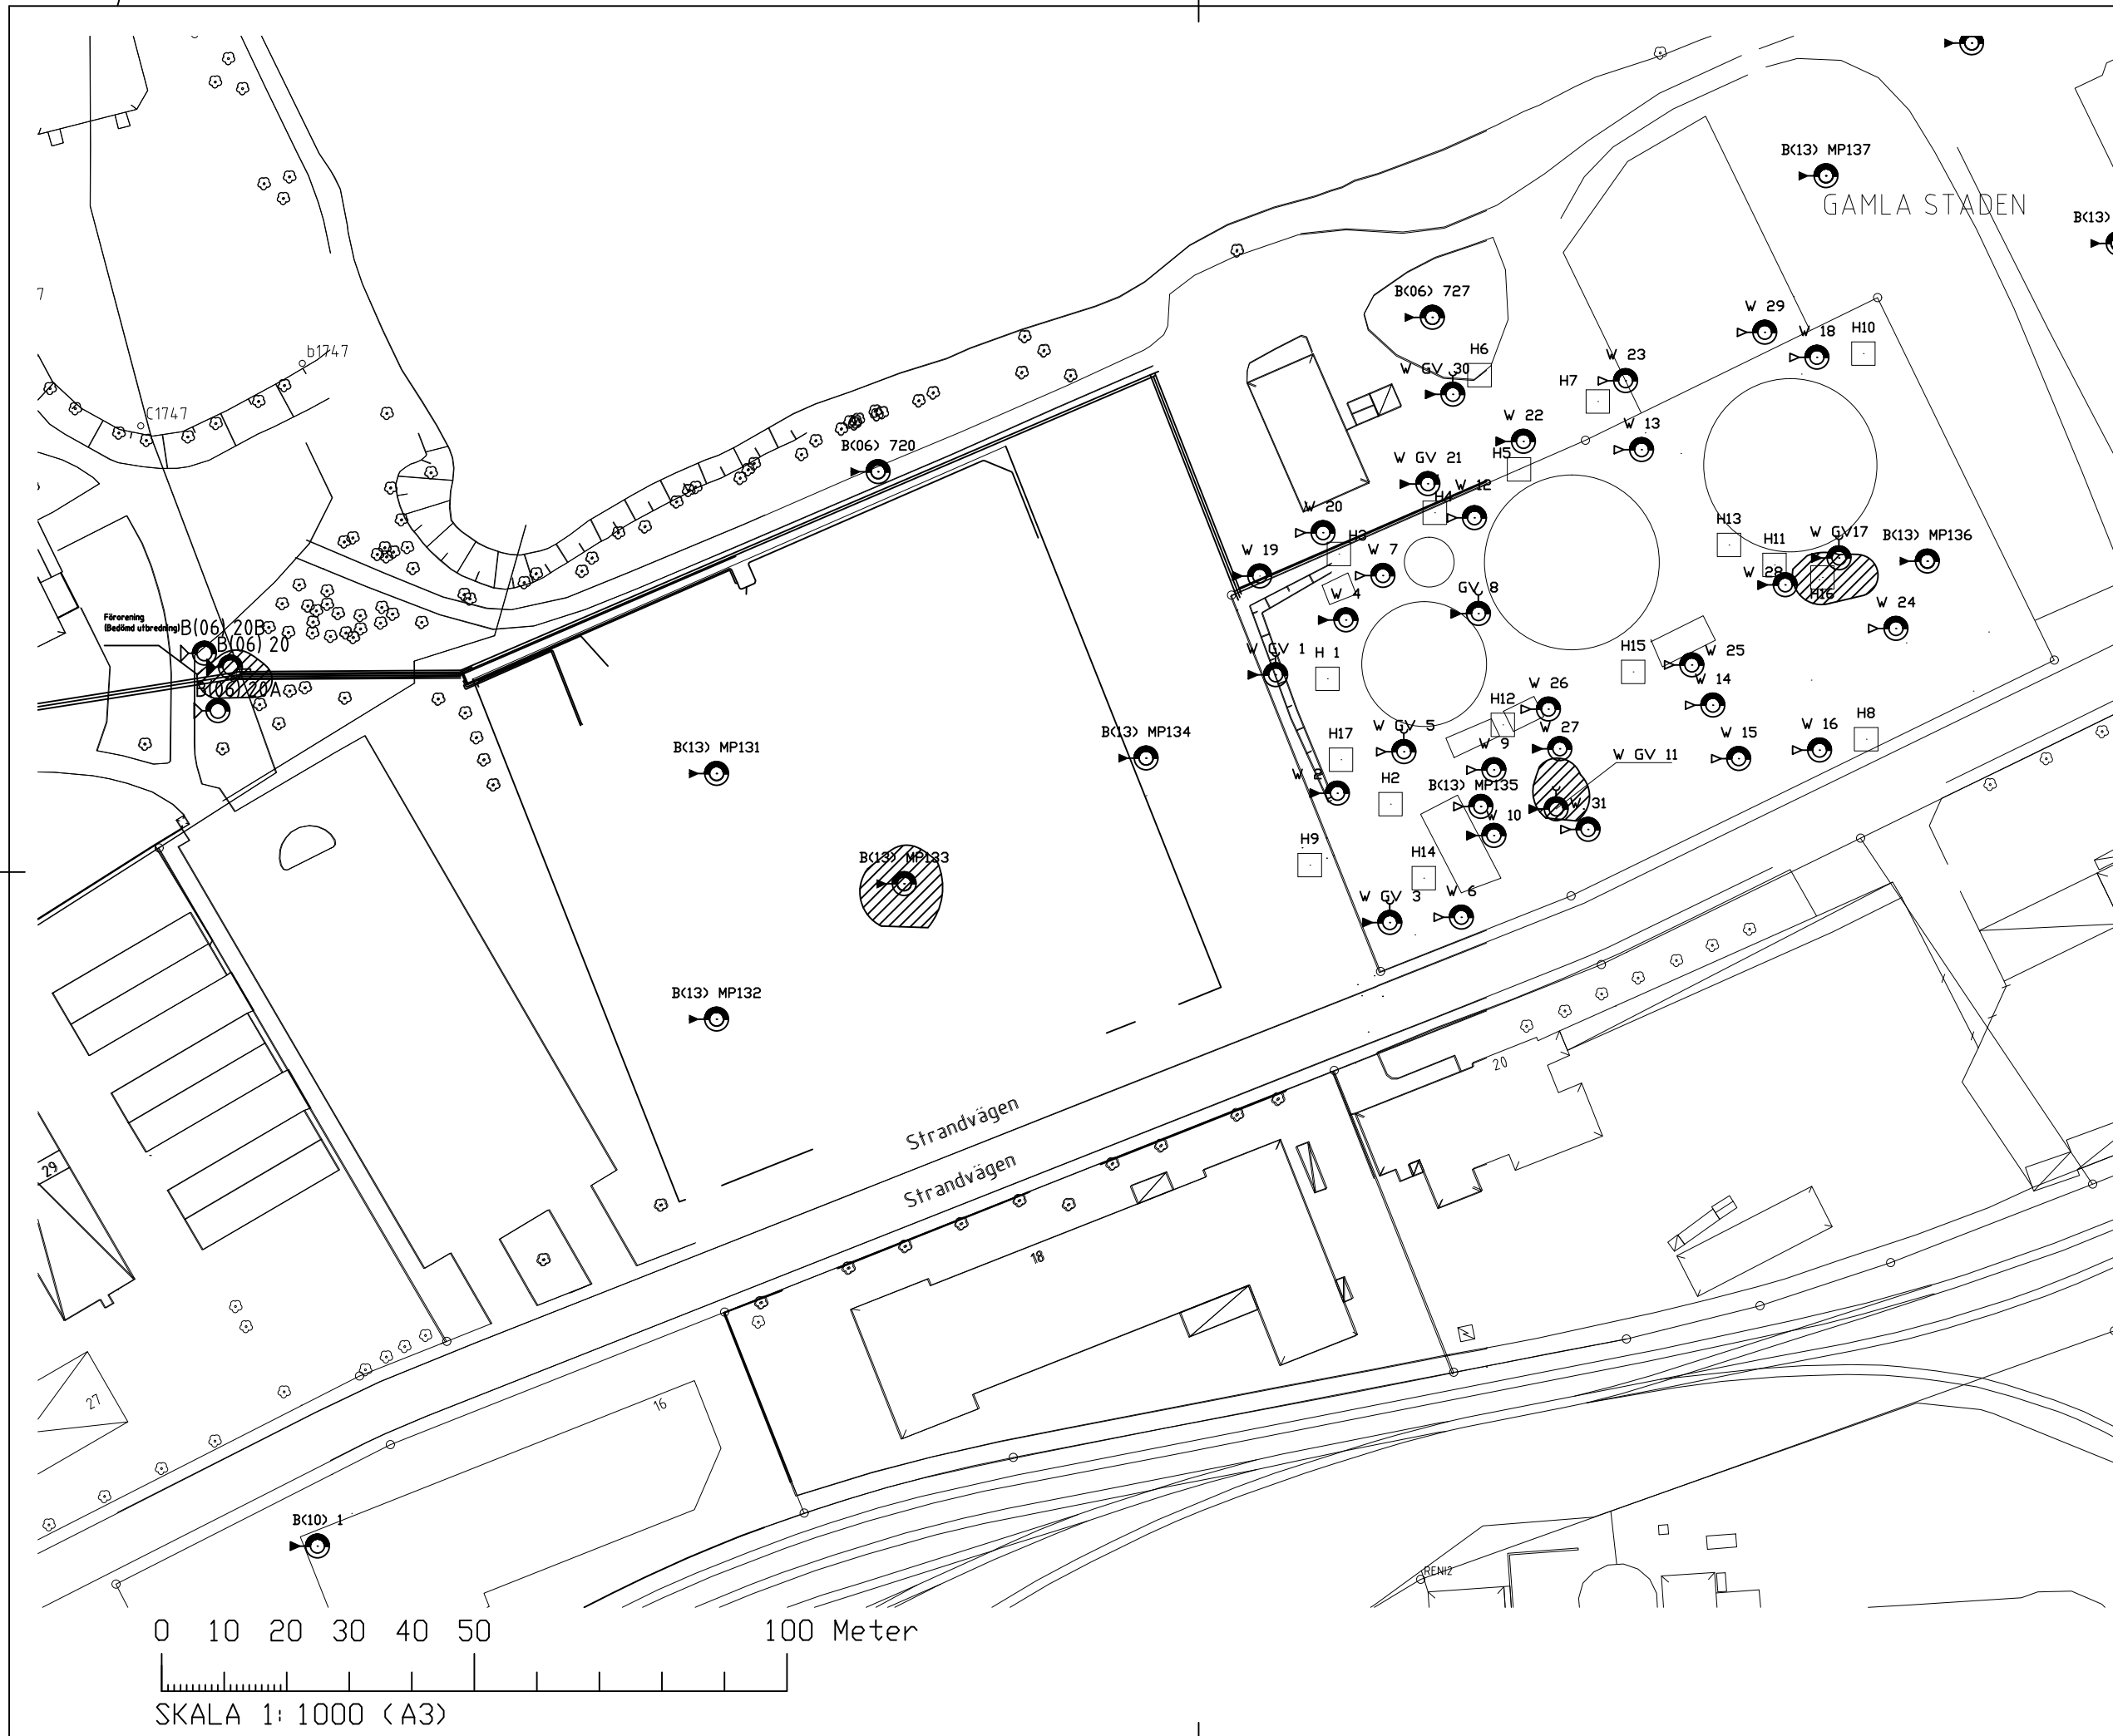 B(13) MP137
GAMLA STADEN
B(13)
7
B(06) 727
W 29
W 18
H10
b1747
W 23
H6
W GV 30
H7
C1747
W 22
W 13
B(06) 720
H5
W GV 21
H4
W 12
W 20
H13
H3
H11
W GV17
B(13) MP136
W 19
W 7
W 28
H16
W 24
GV 8
W 4
Förorening
(Bedömd utbredning)
B(06) 20B
B(06) 20
B(06) 20A
W GV 1
H 1
H15
W 25
W 14
W 26
H12
W GV 5
W 27
B(13) MP131
B(13) MP134
H17
W 9
W GV 11
W 15
W 16
H8
W 2
H2
B(13) MP135
W 31
W 10
H9
H14
B(13) MP133
W GV 3
W 6
B(13) MP132
20
Strandvägen
Strandvägen
29
18
27
16
B(10) 1
RENI2
0 10 20 30 40 50 100 Meter
SKALA 1: 1000 (A3)